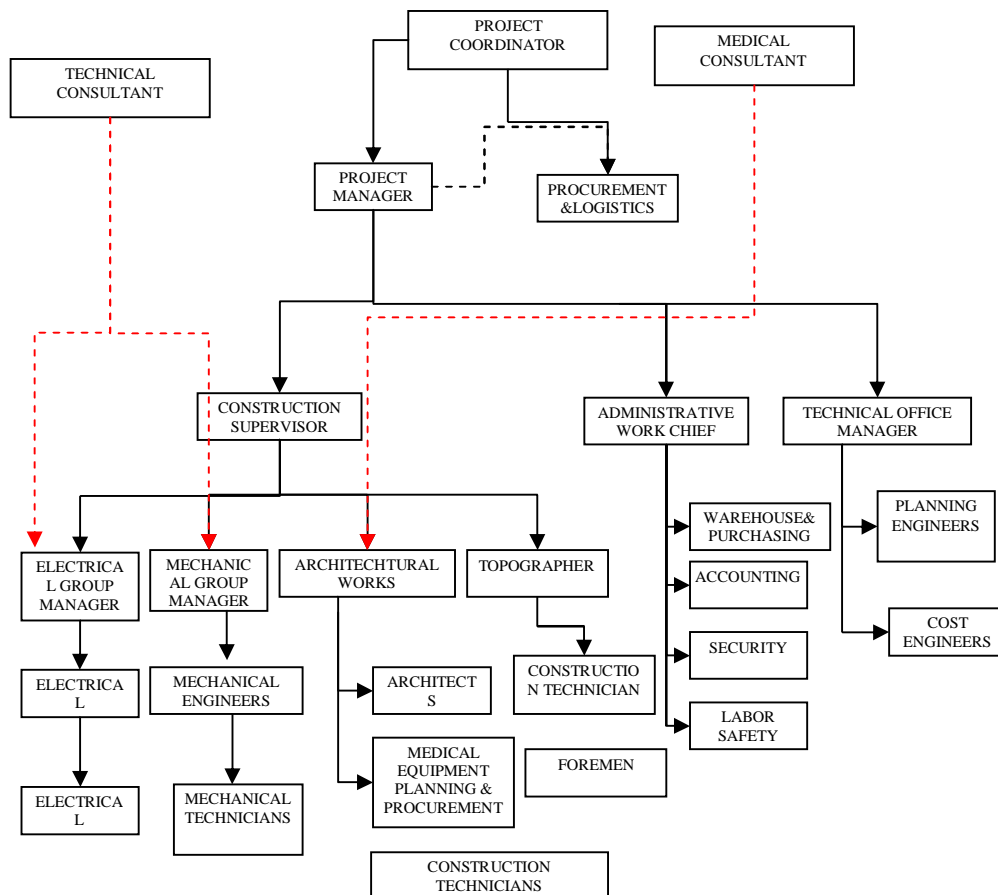 PROJECT
COORDINATOR
MEDICAL
CONSULTANT
TECHNICAL
CONSULTANT
PROJECT
MANAGER
PROCUREMENT
&LOGISTICS
CONSTRUCTION
SUPERVISOR
ADMINISTRATIVE
WORK CHIEF
TECHNICAL OFFICE
MANAGER
WAREHOUSE&
PURCHASING
PLANNING
ENGINEERS
ELECTRICA
L GROUP
MANAGER
MECHANIC
AL GROUP
MANAGER
ARCHITECHTURAL
WORKS
TOPOGRAPHER
ACCOUNTING
COST
ENGINEERS
SECURITY
ELECTRICA
L
MECHANICAL
ENGINEERS
ARCHITECT
S
CONSTRUCTIO
N TECHNICIAN
LABOR
SAFETY
ELECTRICA
L
MECHANICAL
TECHNICIANS
MEDICAL
EQUIPMENT
PLANNING &
PROCUREMENT
FOREMEN
CONSTRUCTION
TECHNICIANS